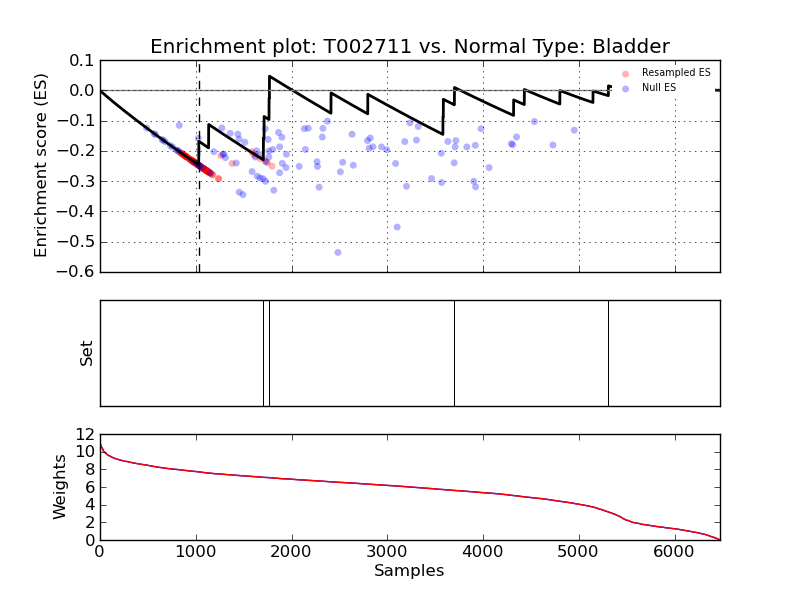 Enrichment plot: T002711 vs. Normal Type: Bladder
Enrichment score (ES)
0.1
0.0
−0.1
−0.2
−0.3
−0.4
−0.5
−0.6
Resampled ES
Null ES
Set
Weights
12
10
8
6
4
2
0
0 1000 2000 3000 4000 5000 6000
Samples